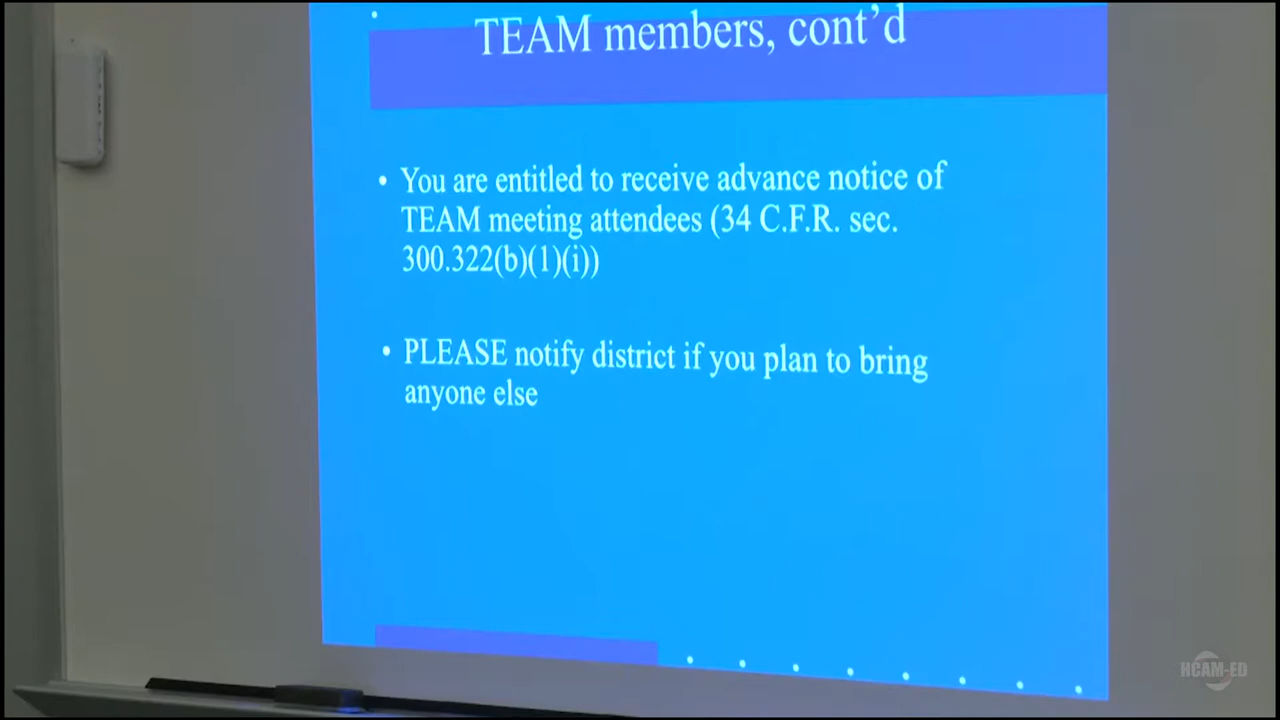 TEAM members, cont’d
• You are entitled to receive advance notice of
TEAM meeting attendees (34 C.F.R. sec.
300.322(b)(1)(i))
• PLEASE notify district if you plan to bring
anyone else
HCAM-ED